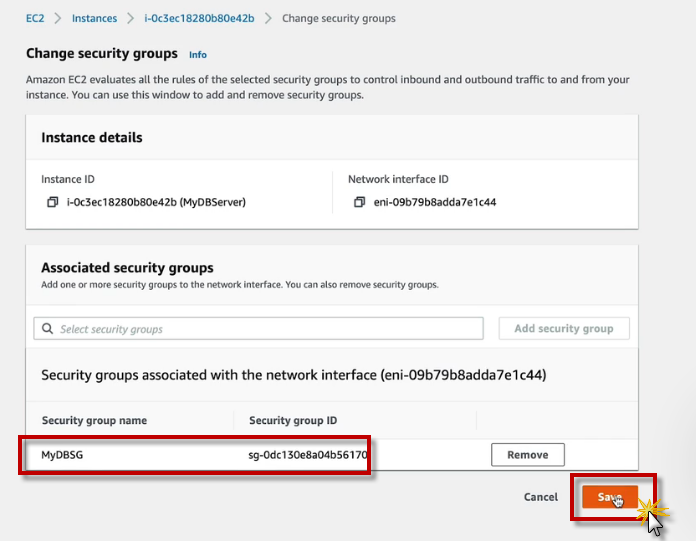 EC2 > Instances > i-0c3ec18280b80e42b > Change security groups
Change security groups Info
Amazon EC2 evaluates all the rules of the selected security groups to control inbound and outbound traffic to and from your
instance. You can use this window to add and remove security groups.
Instance details
Instance ID Network interface ID
i-0c3ec18280b80e42b (MyDBServer) eni-09b79b8adda7e1c44
Associated security groups
Add one or more security groups to the network interface. You can also remove security groups.
Select security groups Add security group
Security groups associated with the network interface (eni-09b79b8adda7e1c44)
Security group name Security group ID
MyDBSG sg-0dc130e8a04b56170 Remove
Cancel Save